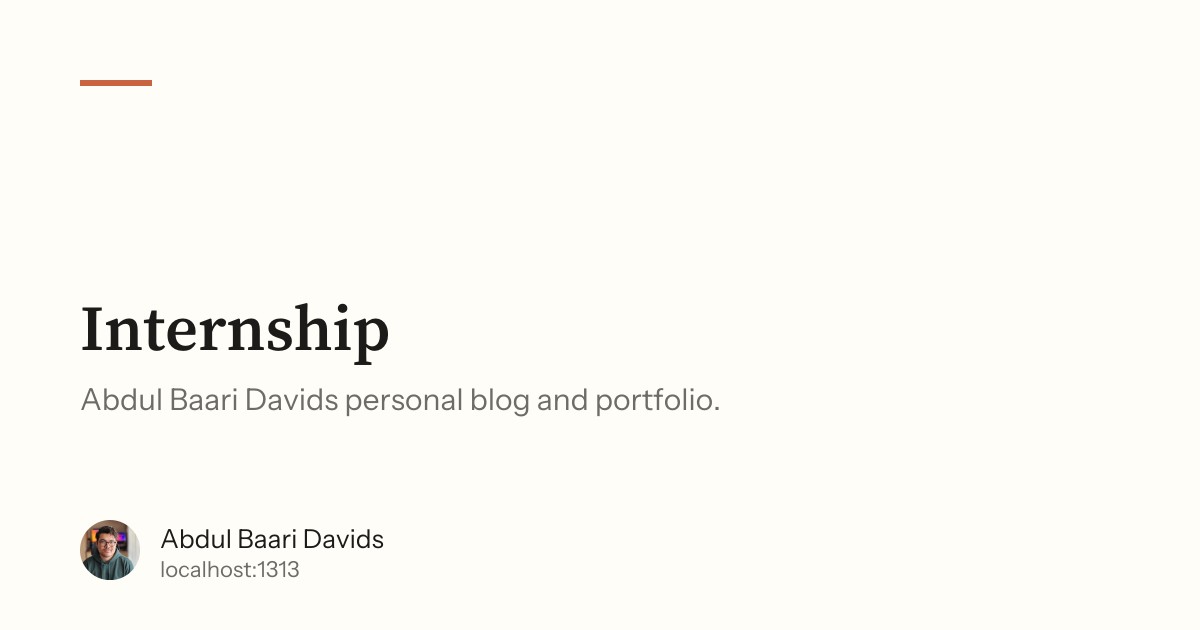 Internship
Abdul Baari Davids personal blog and portfolio.
Abdul Baari Davids
localhost:1313